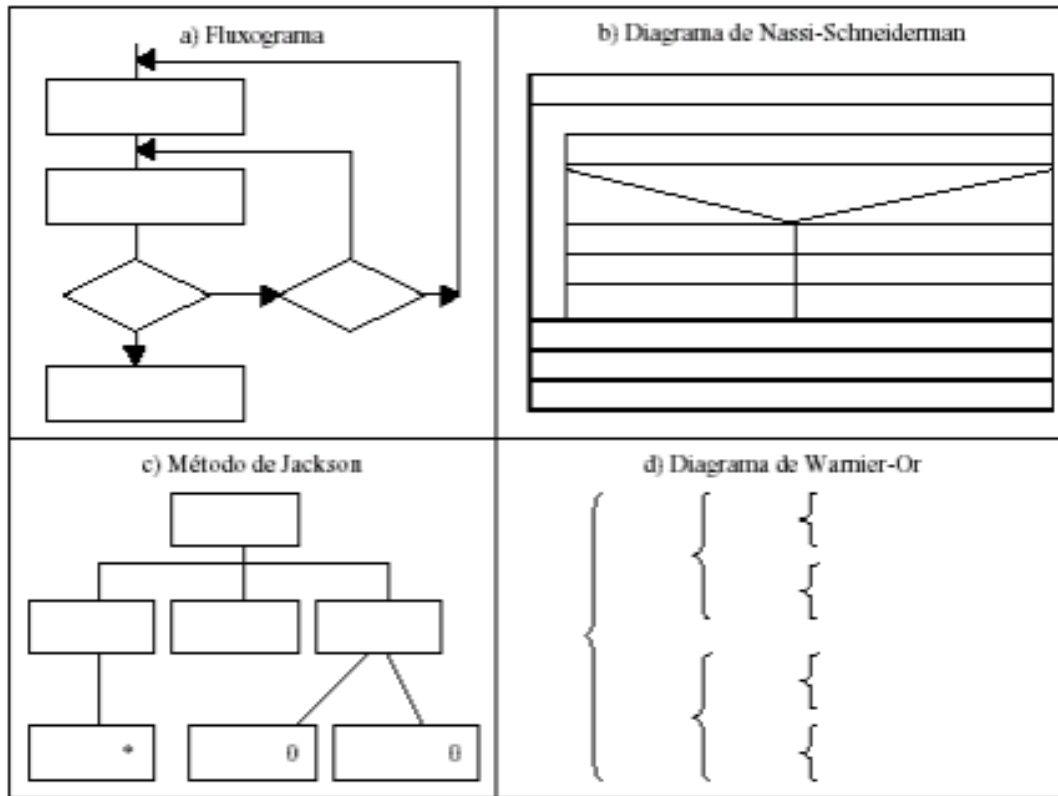 a) Fluxograma
b) Diagrama de Nassi-Schneiderman
c) Método de Jackson
d) Diagrama de Warnier-Or
*
0
0